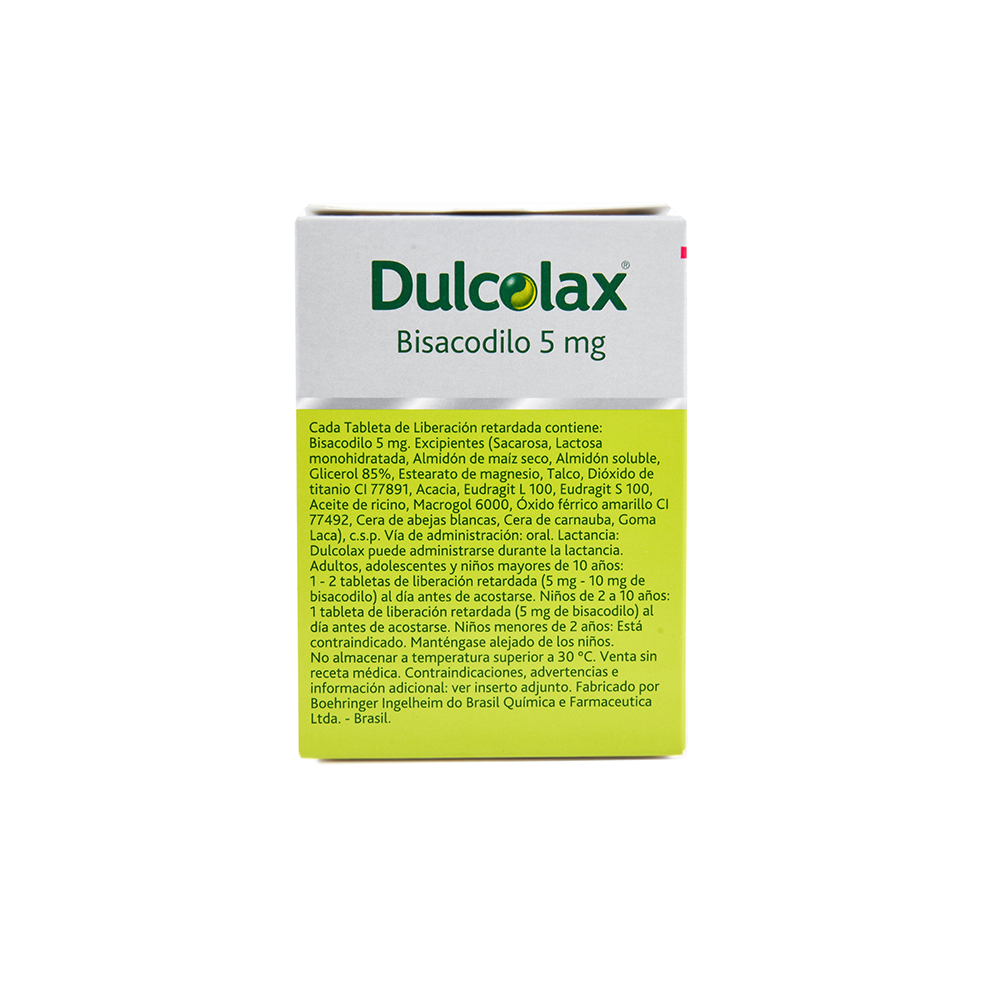 Dulcolax®
Bisacodilo 5 mg
Cada Tableta de Liberación retardada contiene:
Bisacodilo 5 mg. Excipientes (Sacarosa, Lactosa
monohidratada, Almidón de maíz seco, Almidón soluble,
Glicerol 85%, Estearato de magnesio, Talco, Dióxido de
titanio CI 77891, Acacia, Eudragit L 100, Eudragit S 100,
Aceite de ricino, Macrogol 6000, Óxido férrico amarillo CI
77492, Cera de abejas blancas, Cera de carnauba, Goma
Laca), c.s.p. Vía de administración: oral. Lactancia:
Dulcolax puede administrarse durante la lactancia.
Adultos, adolescentes y niños mayores de 10 años:
1 - 2 tabletas de liberación retardada (5 mg - 10 mg de
bisacodilo) al día antes de acostarse. Niños de 2 a 10 años:
1 tableta de liberación retardada (5 mg de bisacodilo) al
día antes de acostarse. Niños menores de 2 años: Está
contraindicado. Manténgase alejado de los niños.
No almacenar a temperatura superior a 30 °C. Venta sin
receta médica. Contraindicaciones, advertencias e
información adicional: ver inserto adjunto. Fabricado por
Boehringer Ingelheim do Brasil Química e Farmaceutica
Ltda. - Brasil.